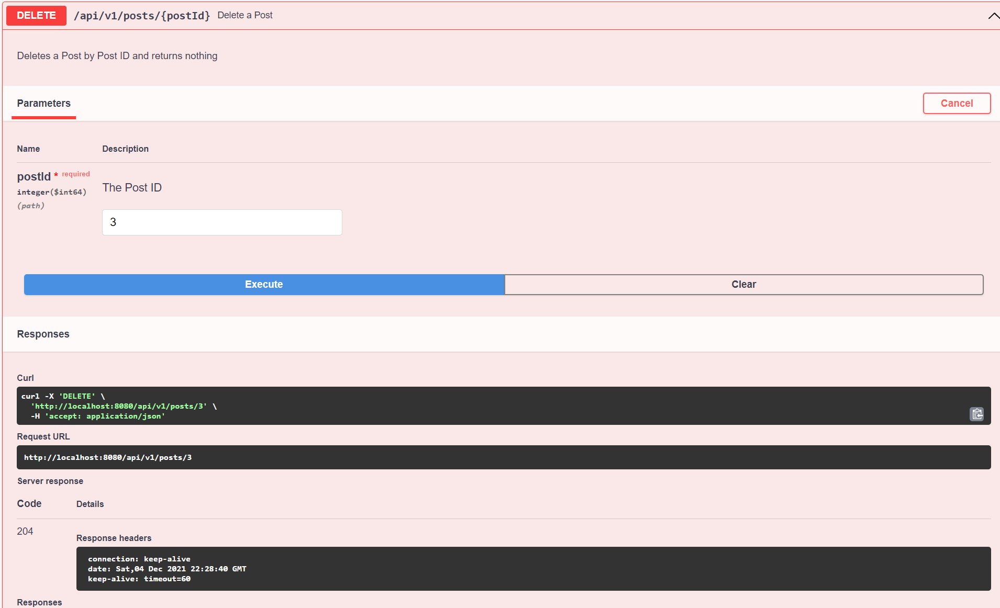 DELETE /api/v1/posts/{postId} Delete a Post
Deletes a Post by Post ID and returns nothing
Parameters
Cancel
Name Description
postId * required
integer($int64)
(path)
The Post ID
3
Execute Clear
Responses
Curl
curl -X 'DELETE' \
'http://localhost:8080/api/v1/posts/3' \
-H 'accept: application/json'
Request URL
http://localhost:8080/api/v1/posts/3
Server response
Code Details
204
Response headers
connection: keep-alive
date: Sat,04 Dec 2021 22:28:40 GMT
keep-alive: timeout=60
Responses